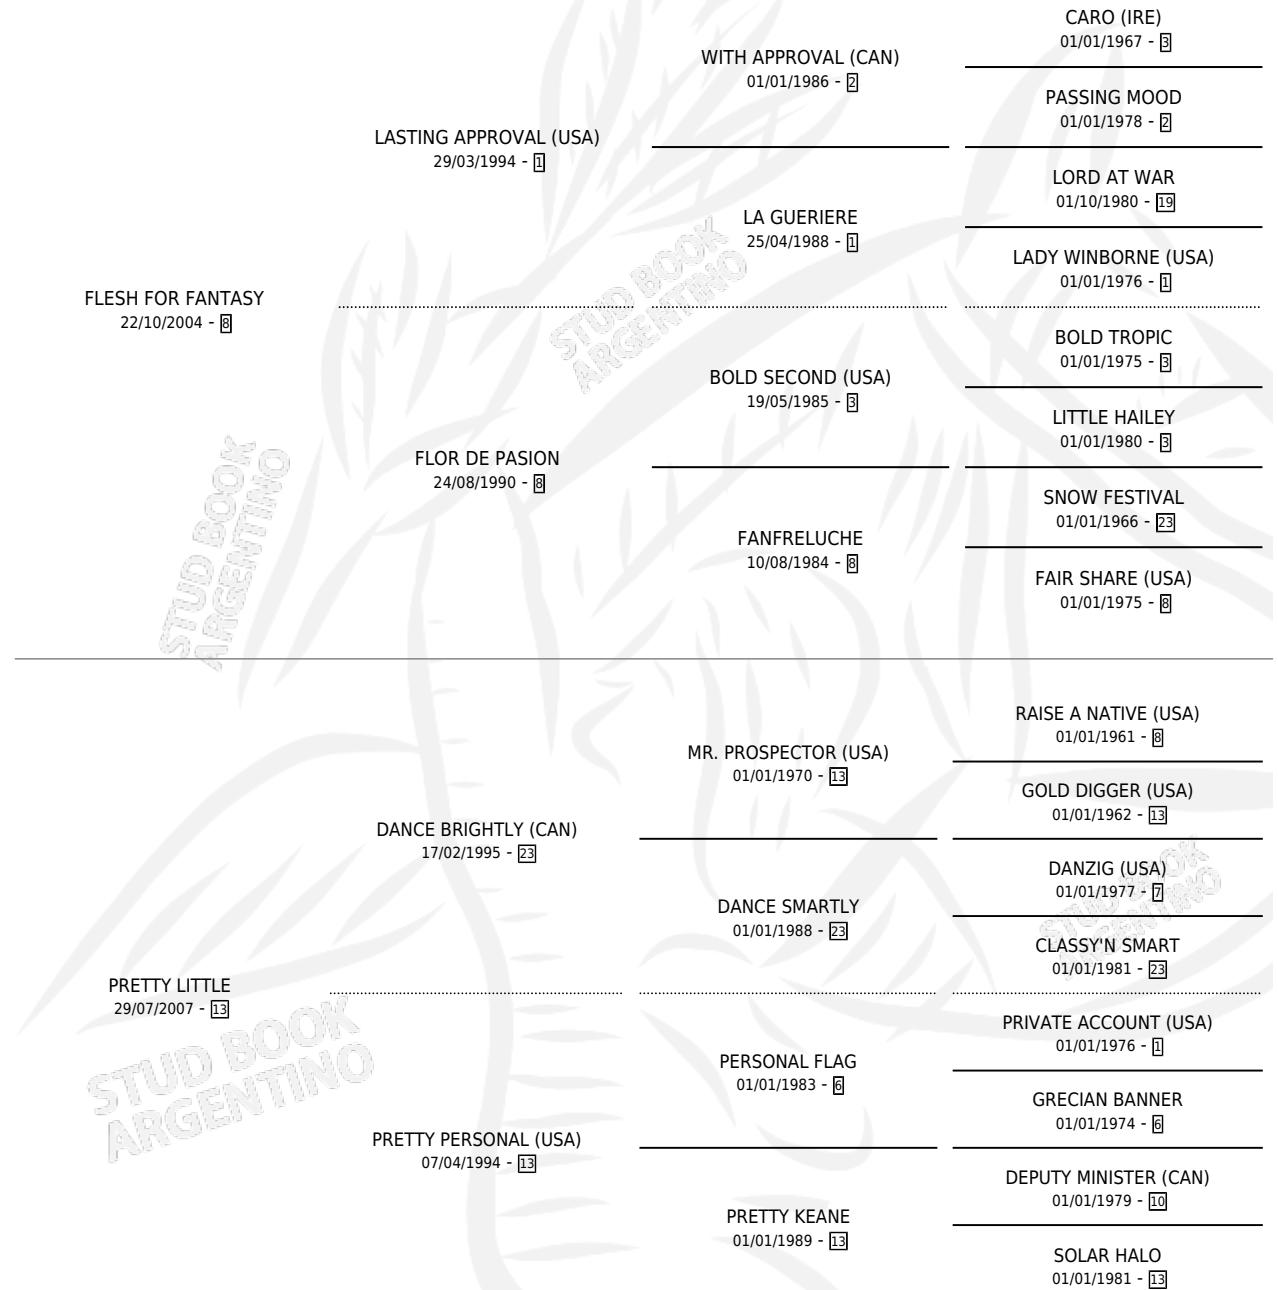 CARO (IRE)
01/01/1967 - 3
WITH APPROVAL (CAN)
01/01/1986 - 2
PASSING MOOD
01/01/1978 - 2
LASTING APPROVAL (USA)
29/03/1994 - 1
LORD AT WAR
01/10/1980 - 19
LA GUERIERE
25/04/1988 - 1
LADY WINBORNE (USA)
01/01/1976 - 1
FLESH FOR FANTASY
22/10/2004 - 8
BOLD TROPIC
01/01/1975 - 3
BOLD SECOND (USA)
19/05/1985 - 3
LITTLE HAILEY
01/01/1980 - 3
FLOR DE PASION
24/08/1990 - 8
SNOW FESTIVAL
01/01/1966 - 23
FANFRELUCHE
10/08/1984 - 8
FAIR SHARE (USA)
01/01/1975 - 8
STUD BOOK
ARGENTINO
STUD BOOK
ARGENTINO
RAISE A NATIVE (USA)
01/01/1961 - 8
MR. PROSPECTOR (USA)
01/01/1970 - 13
GOLD DIGGER (USA)
01/01/1962 - 13
DANCE BRIGHTLY (CAN)
17/02/1995 - 23
DANZIG (USA)
01/01/1977 - 7
DANCE SMARTLY
01/01/1988 - 23
CLASSY'N SMART
01/01/1981 - 23
STUD BOOK
ARGENTINO
PRETTY LITTLE
29/07/2007 - 13
PRIVATE ACCOUNT (USA)
01/01/1976 - 1
PERSONAL FLAG
01/01/1983 - 6
GRECIAN BANNER
01/01/1974 - 6
PRETTY PERSONAL (USA)
07/04/1994 - 13
DEPUTY MINISTER (CAN)
01/01/1979 - 10
PRETTY KEANE
01/01/1989 - 13
SOLAR HALO
01/01/1981 - 13
STUD BOOK
ARGENTINO